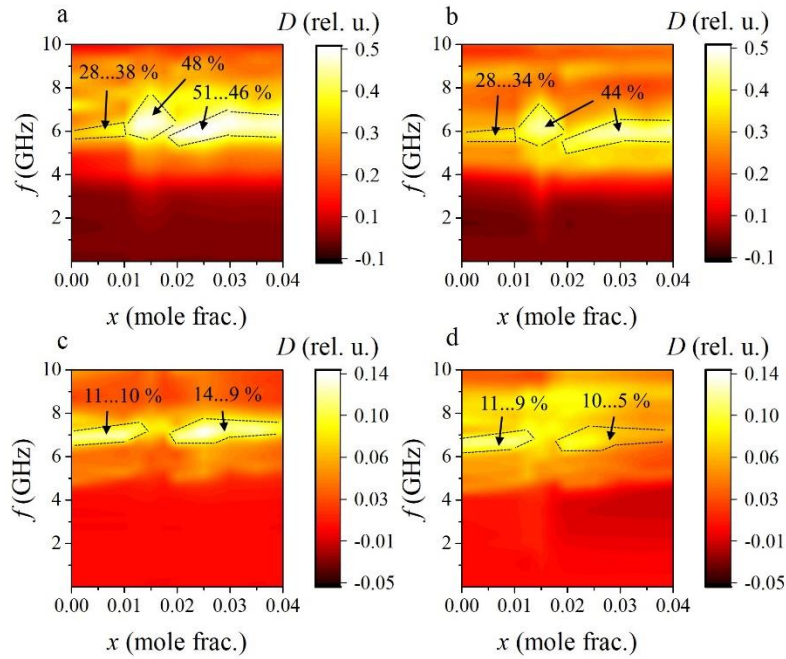 a
D (rel. u.)
10
8
6
4
2
f (GHz)
28...38 %
48 %
51...46 %
0.5
0.4
0.3
0.1
-0.1
0.00 0.01 0.02 0.03 0.04
x (mole frac.)
b
D (rel. u.)
10
8
6
4
2
f (GHz)
28...34 %
44 %
0.5
0.4
0.3
0.1
-0.1
0.00 0.01 0.02 0.03 0.04
x (mole frac.)
c
D (rel. u.)
10
8
6
4
2
f (GHz)
11...10 %
14...9 %
0.14
0.10
0.06
0.03
-0.01
-0.05
0.00 0.01 0.02 0.03 0.04
x (mole frac.)
d
D (rel. u.)
10
8
6
4
2
f (GHz)
11...9 %
10...5 %
0.14
0.10
0.06
0.03
-0.01
-0.05
0.00 0.01 0.02 0.03 0.04
x (mole frac.)